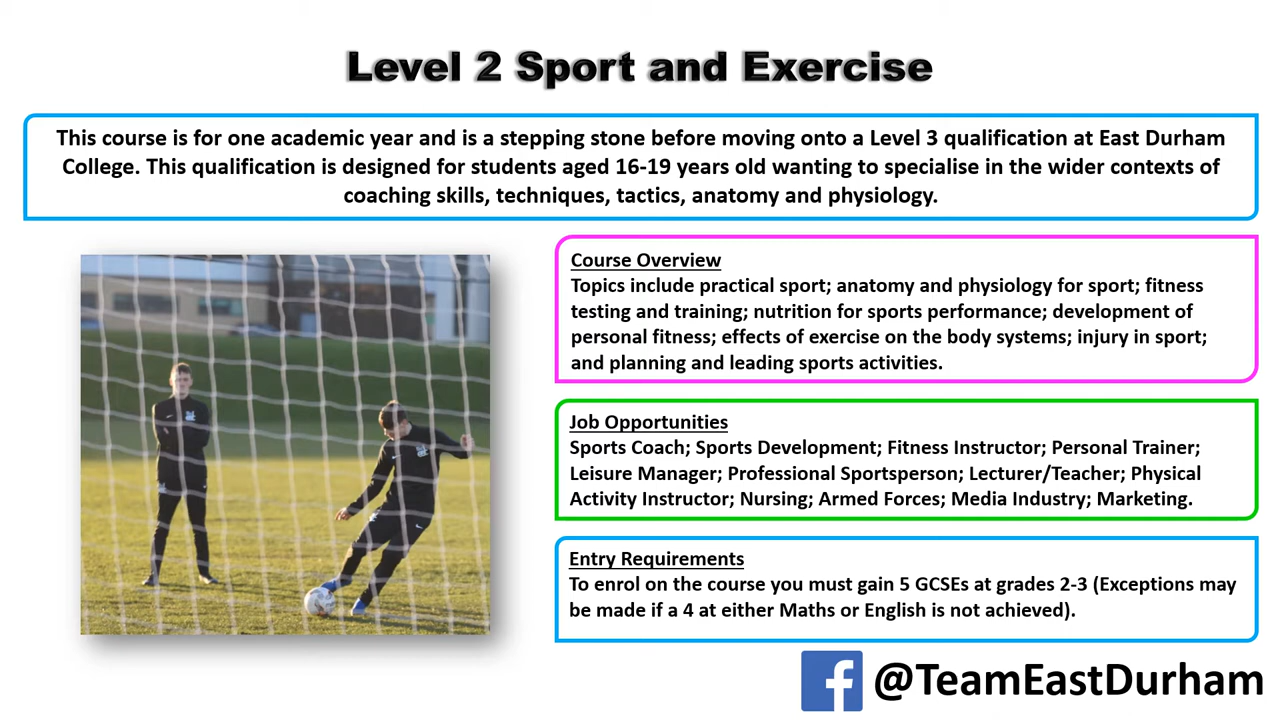 Level 2 Sport and Exercise
This course is for one academic year and is a stepping stone before moving onto a Level 3 qualification at East Durham
College. This qualification is designed for students aged 16-19 years old wanting to specialise in the wider contexts of
coaching skills, techniques, tactics, anatomy and physiology.
Course Overview
Topics include practical sport; anatomy and physiology for sport; fitness
testing and training; nutrition for sports performance; development of
personal fitness; effects of exercise on the body systems; injury in sport;
and planning and leading sports activities.
Job Opportunities
Sports Coach; Sports Development; Fitness Instructor; Personal Trainer;
Leisure Manager; Professional Sportsperson; Lecturer/Teacher; Physical
Activity Instructor; Nursing; Armed Forces; Media Industry; Marketing.
Entry Requirements
To enrol on the course you must gain 5 GCSEs at grades 2-3 (Exceptions may
be made if a 4 at either Maths or English is not achieved).
@TeamEastDurham